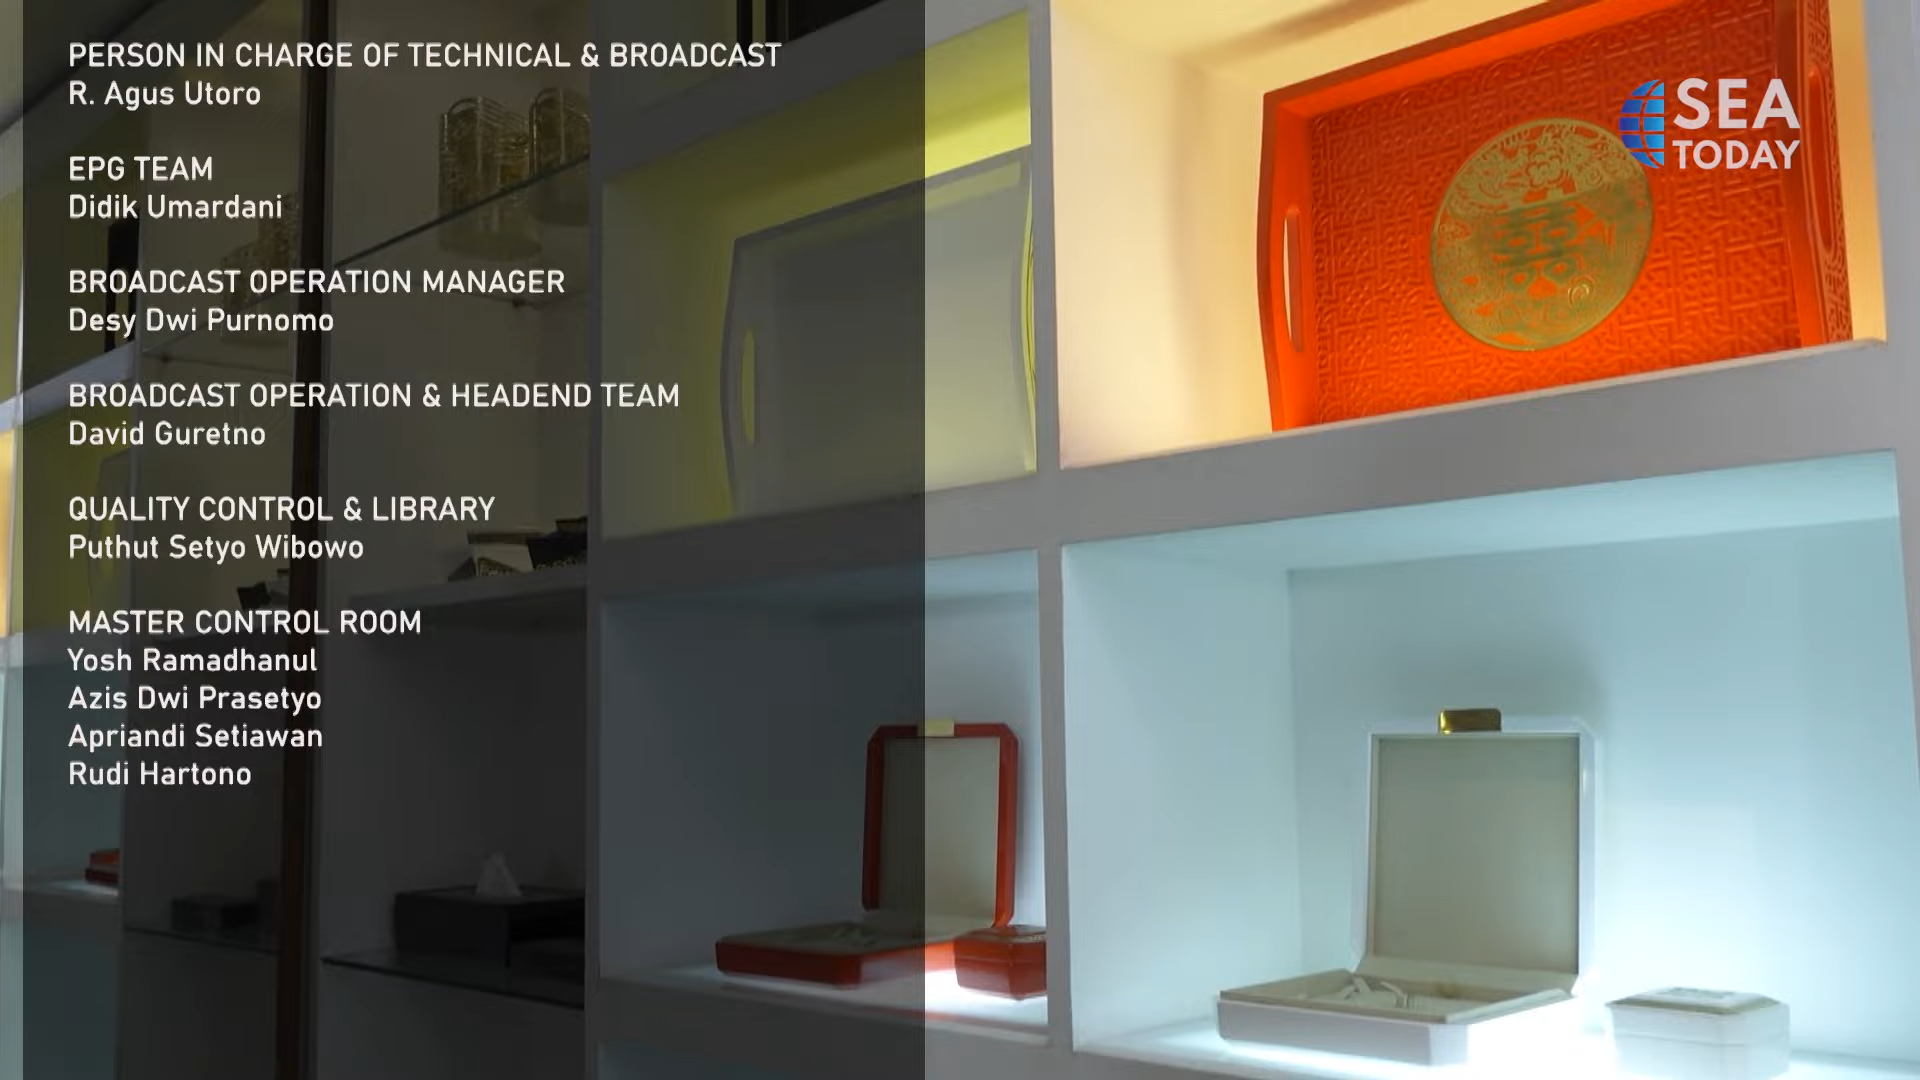 PERSON IN CHARGE OF TECHNICAL & BROADCAST
R. Agus Utoro
EPG TEAM
Didik Umardani
BROADCAST OPERATION MANAGER
Desy Dwi Purnomo
BROADCAST OPERATION & HEADEND TEAM
David Guretno
QUALITY CONTROL & LIBRARY
Puthut Setyo Wibowo
MASTER CONTROL ROOM
Yosh Ramadhanul
Azis Dwi Prasetyo
Apriandi Setiawan
Rudi Hartono
SEA
TODAY
囍